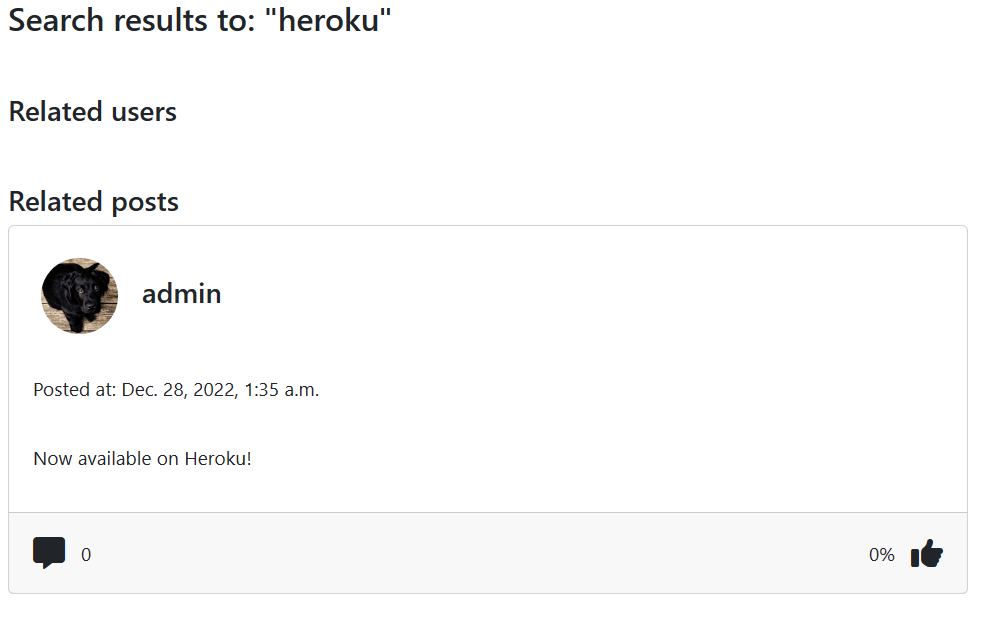 Search results to: "heroku"
Related users
Related posts
admin
Posted at: Dec. 28, 2022, 1:35 a.m.
Now available on Heroku!
0 0%